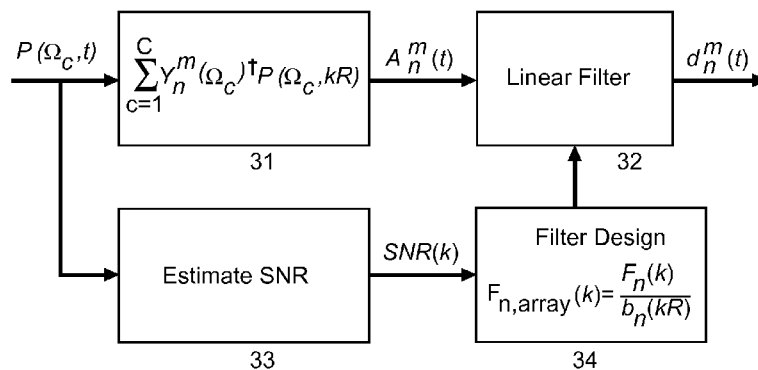 P(Ω_c,t)
∑_{c=1}^{C} Y_n^m(Ω_c)^† P(Ω_c,kR)
A_n^m(t)
Linear Filter
d_n^m(t)
31
32
Estimate SNR
SNR(k)
Filter Design
F_{n,array}(k)=F_n(k)/b_n(kR)
33
34